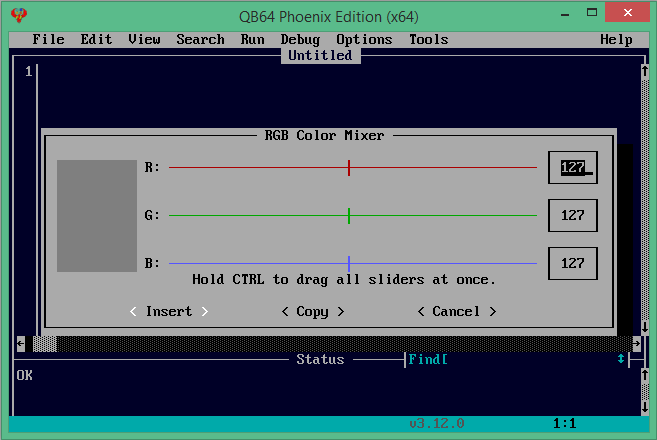 QB64 Phoenix Edition (x64)
File Edit View Search Run Debug Options Tools Help
Untitled
1
RGB Color Mixer
R: 127
G: 127
B: 127
Hold CTRL to drag all sliders at once.
< Insert > < Copy > < Cancel >
Status Find[
OK
v3.12.0 1:1